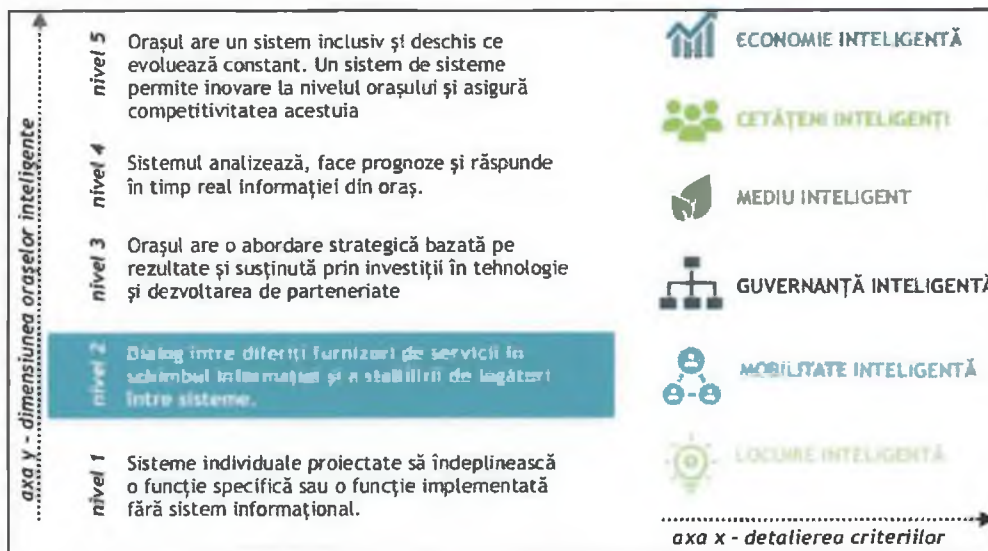 axa y - dimensiunea orașelor inteligente
nivel 5
Orașul are un sistem inclusiv și deschis ce
evoluează constant. Un sistem de sisteme
permite inovare la nivelul orașului și asigură
competitivitatea acestuia
nivel 4
Sistemul analizează, face prognoze și răspunde
în timp real informației din oraș.
nivel 3
Orașul are o abordare strategică bazată pe
rezultate și susținută prin investiții în tehnologie
și dezvoltarea de parteneriate
nivel 2
Dialog între diferiți furnizori de servicii în
schimbul informației și a stabilirii de legături
între sisteme.
nivel 1
Sisteme individuale proiectate să îndeplinească
o funcție specifică sau o funcție implementată
fără sistem informațional.
ECONOMIE INTELIGENTĂ
CETĂȚENI INTELIGENȚI
MEDIU INTELIGENT
GUVERNANȚĂ INTELIGENTĂ
MOBILITATE INTELIGENTĂ
LOCUIRE INTELIGENTĂ
axa x - detalierea criteriilor